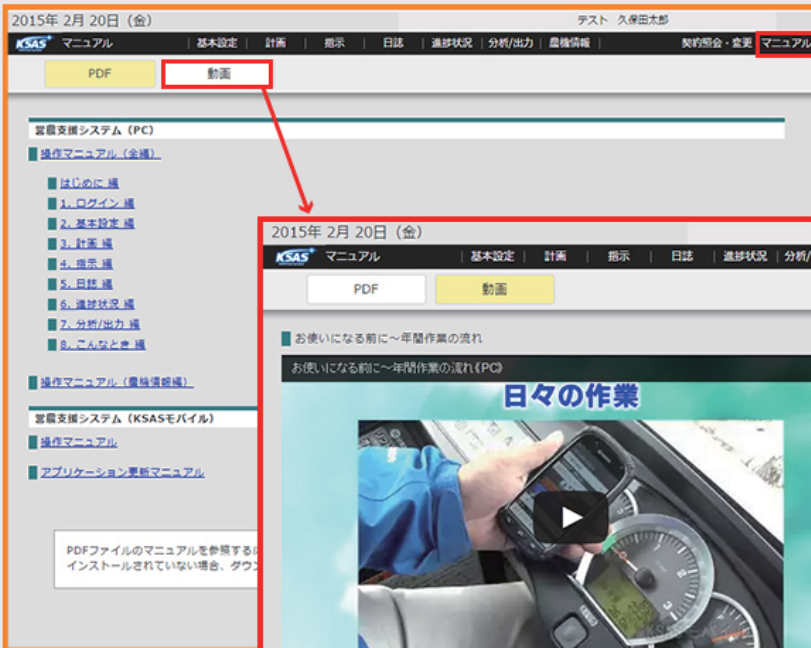 2015年 2月 20日（金）
テスト 久保田太郎
KSAS マニュアル | 基本設定 | 計画 | 指示 | 日誌 | 進捗状況 | 分析/出力 | 農機情報 | 契約照会・変更 マニュアル
PDF 動画
営農支援システム（PC）
操作マニュアル（全編）
はじめに 編
1. ログイン 編
2. 基本設定 編
3. 計画 編
4. 指示 編
5. 日誌 編
6. 進捗状況 編
7. 分析/出力 編
8. こんなとき 編
操作マニュアル（農機情報編）
営農支援システム（KSASモバイル）
操作マニュアル
アプリケーション更新マニュアル
PDFファイルのマニュアルを参照する
インストールされていない場合、ダウ
2015年 2月 20日（金）
KSAS マニュアル | 基本設定 | 計画 | 指示 | 日誌 | 進捗状況 | 分析/
PDF 動画
お使いになる前に～年間作業の流れ
お使いになる前に～年間作業の流れ《PC》
日々の作業